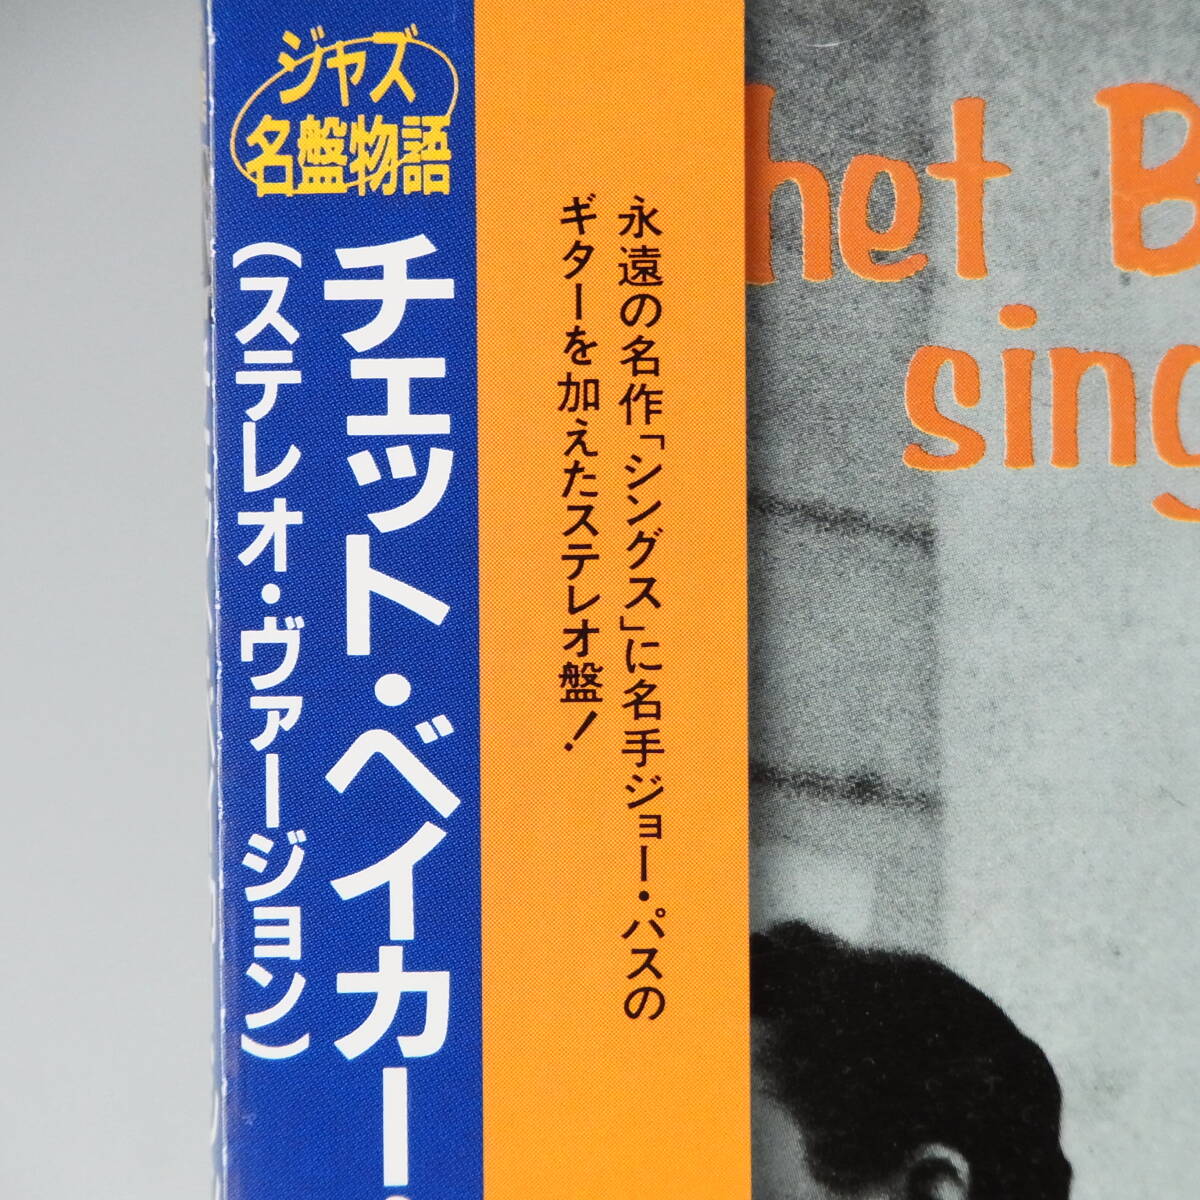 ジャズ
名盤物語
チェット・ベイカー・
(ステレオ・ヴァージョン)
永遠の名作「シングス」に名手ジョー・パスの
ギターを加えたステレオ盤!
het B
sing